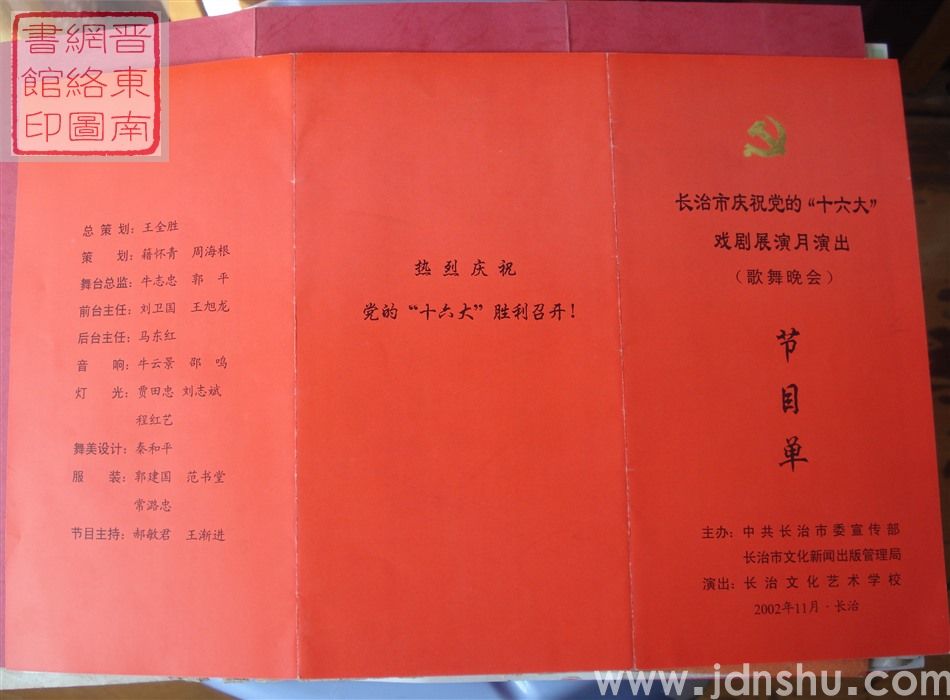 晋东南
網絡圖
書館印
总 策 划：王全胜
策　　划：籍怀青　周海根
舞台总监：牛志忠　郭　平
前台主任：刘卫国　王旭龙
后台主任：马东红
音　　响：牛云景　邵　鸣
灯　　光：贾田忠　刘志斌
程红艺
舞美设计：秦和平
服　　装：郭建国　范书堂
常潞忠
节目主持：郝敏君　王渐进
热 烈 庆 祝
党的“十六大”胜利召开！
长治市庆祝党的“十六大”
戏剧展演月演出
（歌舞晚会）
节
目
单
主办：中共长治市委宣传部
长治市文化新闻出版管理局
演出：长治文化艺术学校
2002年11月·长治
www.jdnshu.com